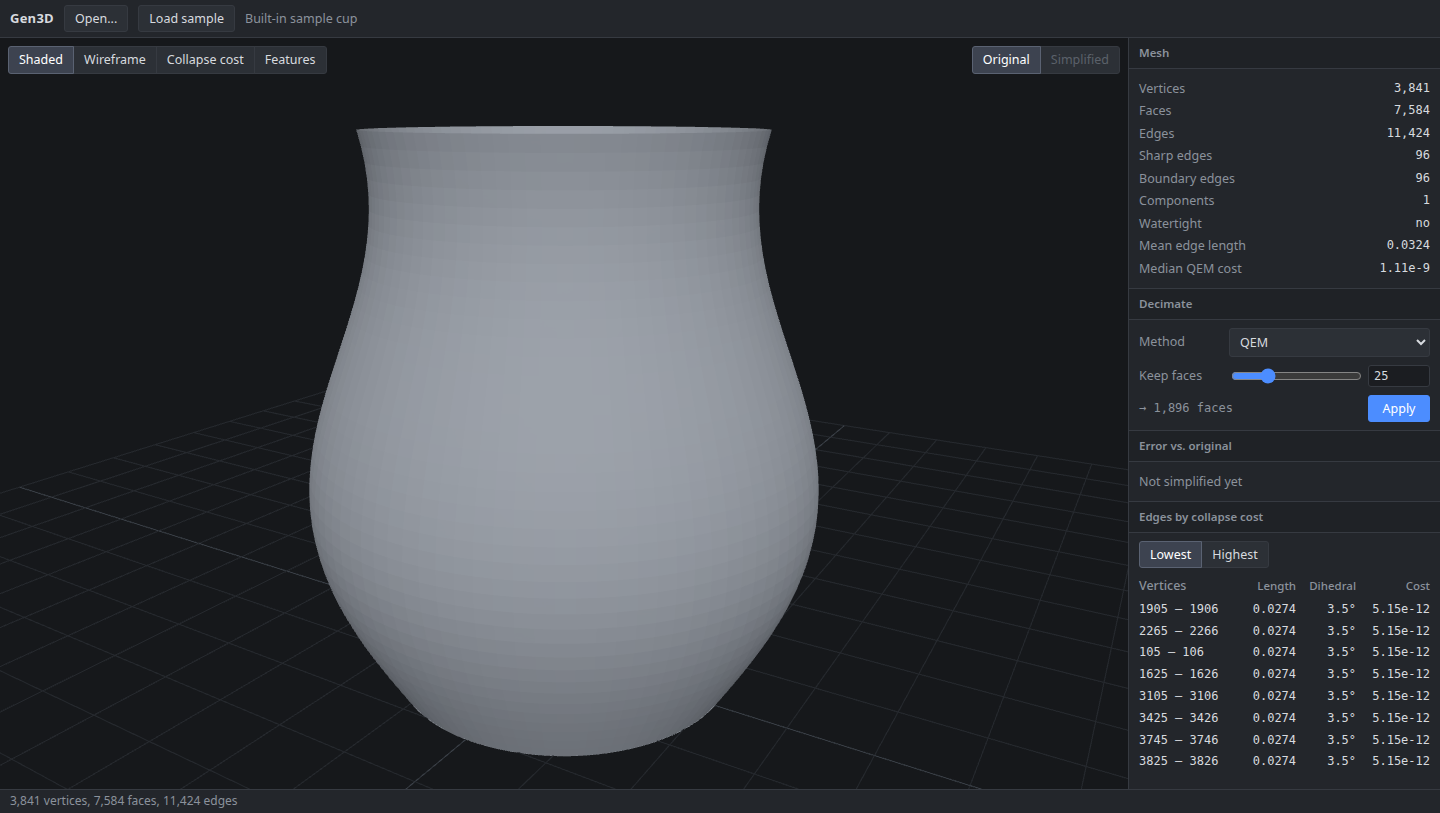 Gen3D Open... Load sample Built-in sample cup
Shaded Wireframe Collapse cost Features
Original Simplified
Mesh
Vertices 3,841
Faces 7,584
Edges 11,424
Sharp edges 96
Boundary edges 96
Components 1
Watertight no
Mean edge length 0.0324
Median QEM cost 1.11e-9
Decimate
Method QEM
Keep faces 25
→ 1,896 faces Apply
Error vs. original
Not simplified yet
Edges by collapse cost
Lowest Highest
Vertices Length Dihedral Cost
1905 — 1906 0.0274 3.5° 5.15e-12
2265 — 2266 0.0274 3.5° 5.15e-12
105 — 106 0.0274 3.5° 5.15e-12
1625 — 1626 0.0274 3.5° 5.15e-12
3105 — 3106 0.0274 3.5° 5.15e-12
3425 — 3426 0.0274 3.5° 5.15e-12
3745 — 3746 0.0274 3.5° 5.15e-12
3825 — 3826 0.0274 3.5° 5.15e-12
3,841 vertices, 7,584 faces, 11,424 edges